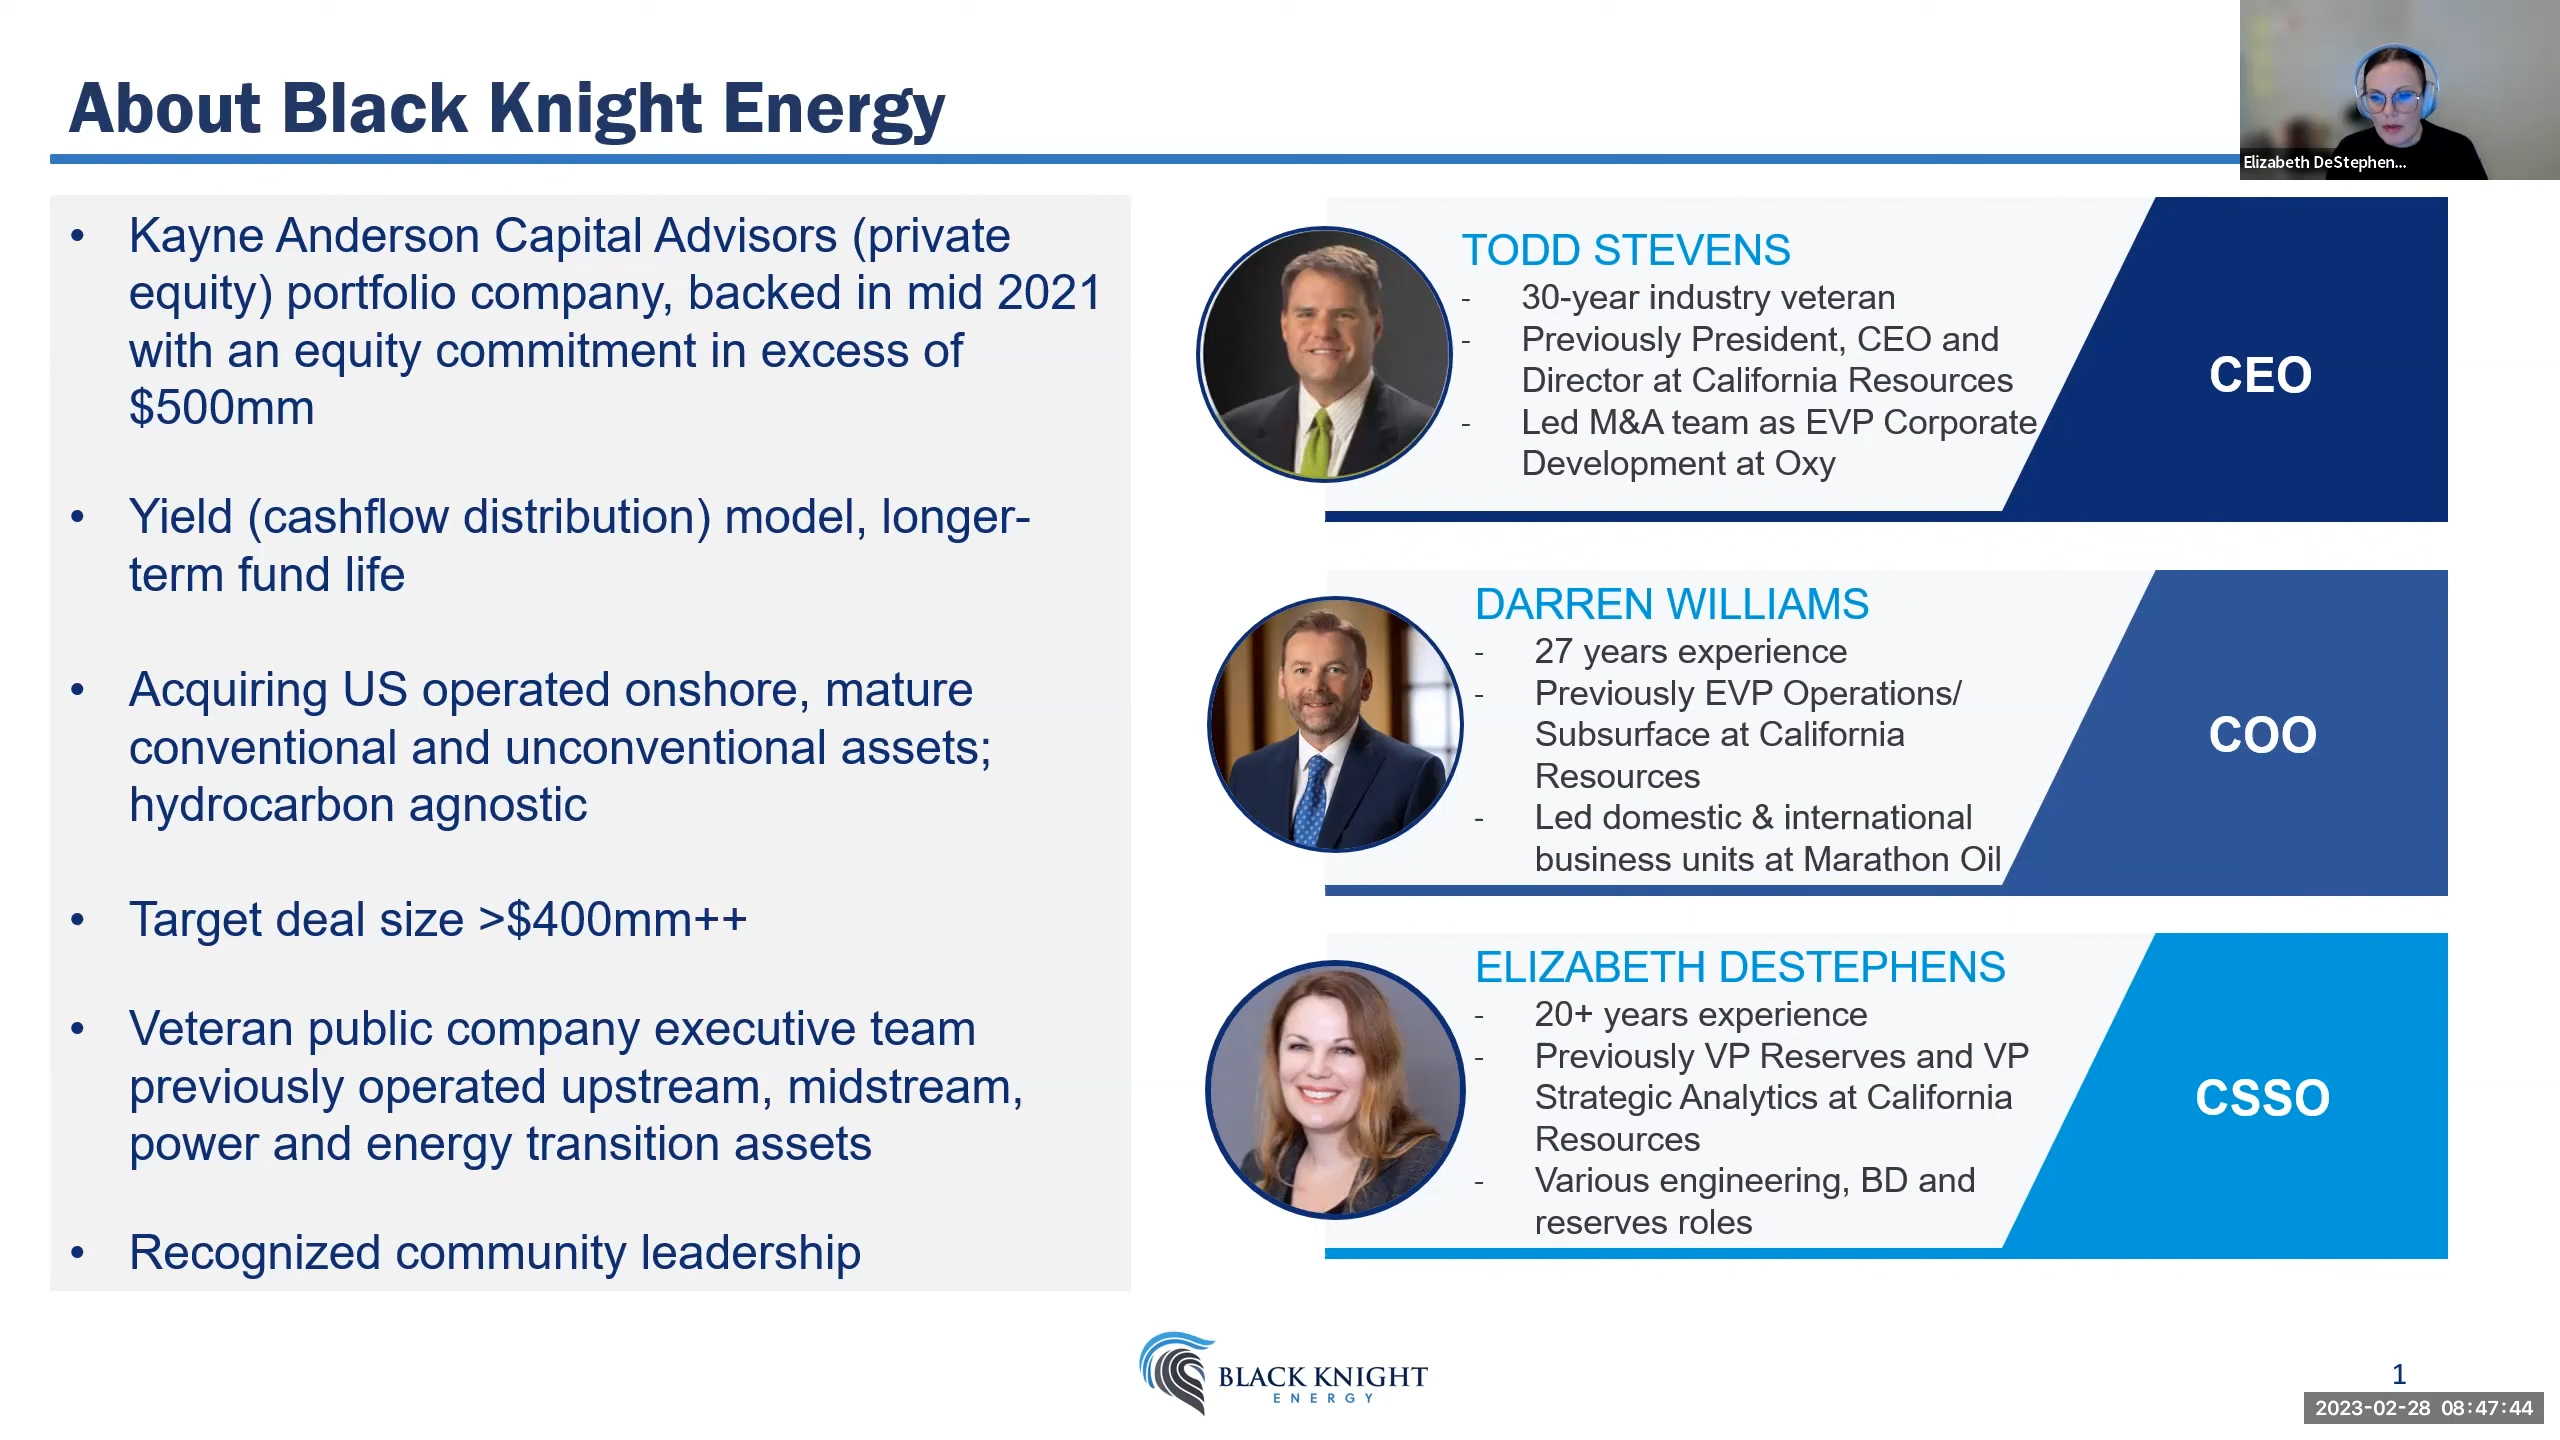 About Black Knight Energy
Elizabeth DeStephen...
• Kayne Anderson Capital Advisors (private
equity) portfolio company, backed in mid 2021
with an equity commitment in excess of
$500mm
• Yield (cashflow distribution) model, longer-
term fund life
• Acquiring US operated onshore, mature
conventional and unconventional assets;
hydrocarbon agnostic
• Target deal size >$400mm++
• Veteran public company executive team
previously operated upstream, midstream,
power and energy transition assets
• Recognized community leadership
TODD STEVENS
- 30-year industry veteran
- Previously President, CEO and
Director at California Resources
- Led M&A team as EVP Corporate
Development at Oxy
CEO
DARREN WILLIAMS
- 27 years experience
- Previously EVP Operations/
Subsurface at California
Resources
- Led domestic & international
business units at Marathon Oil
COO
ELIZABETH DESTEPHENS
- 20+ years experience
- Previously VP Reserves and VP
Strategic Analytics at California
Resources
- Various engineering, BD and
reserves roles
CSSO
BLACK KNIGHT
ENERGY
1
2023-02-28 08:47:44